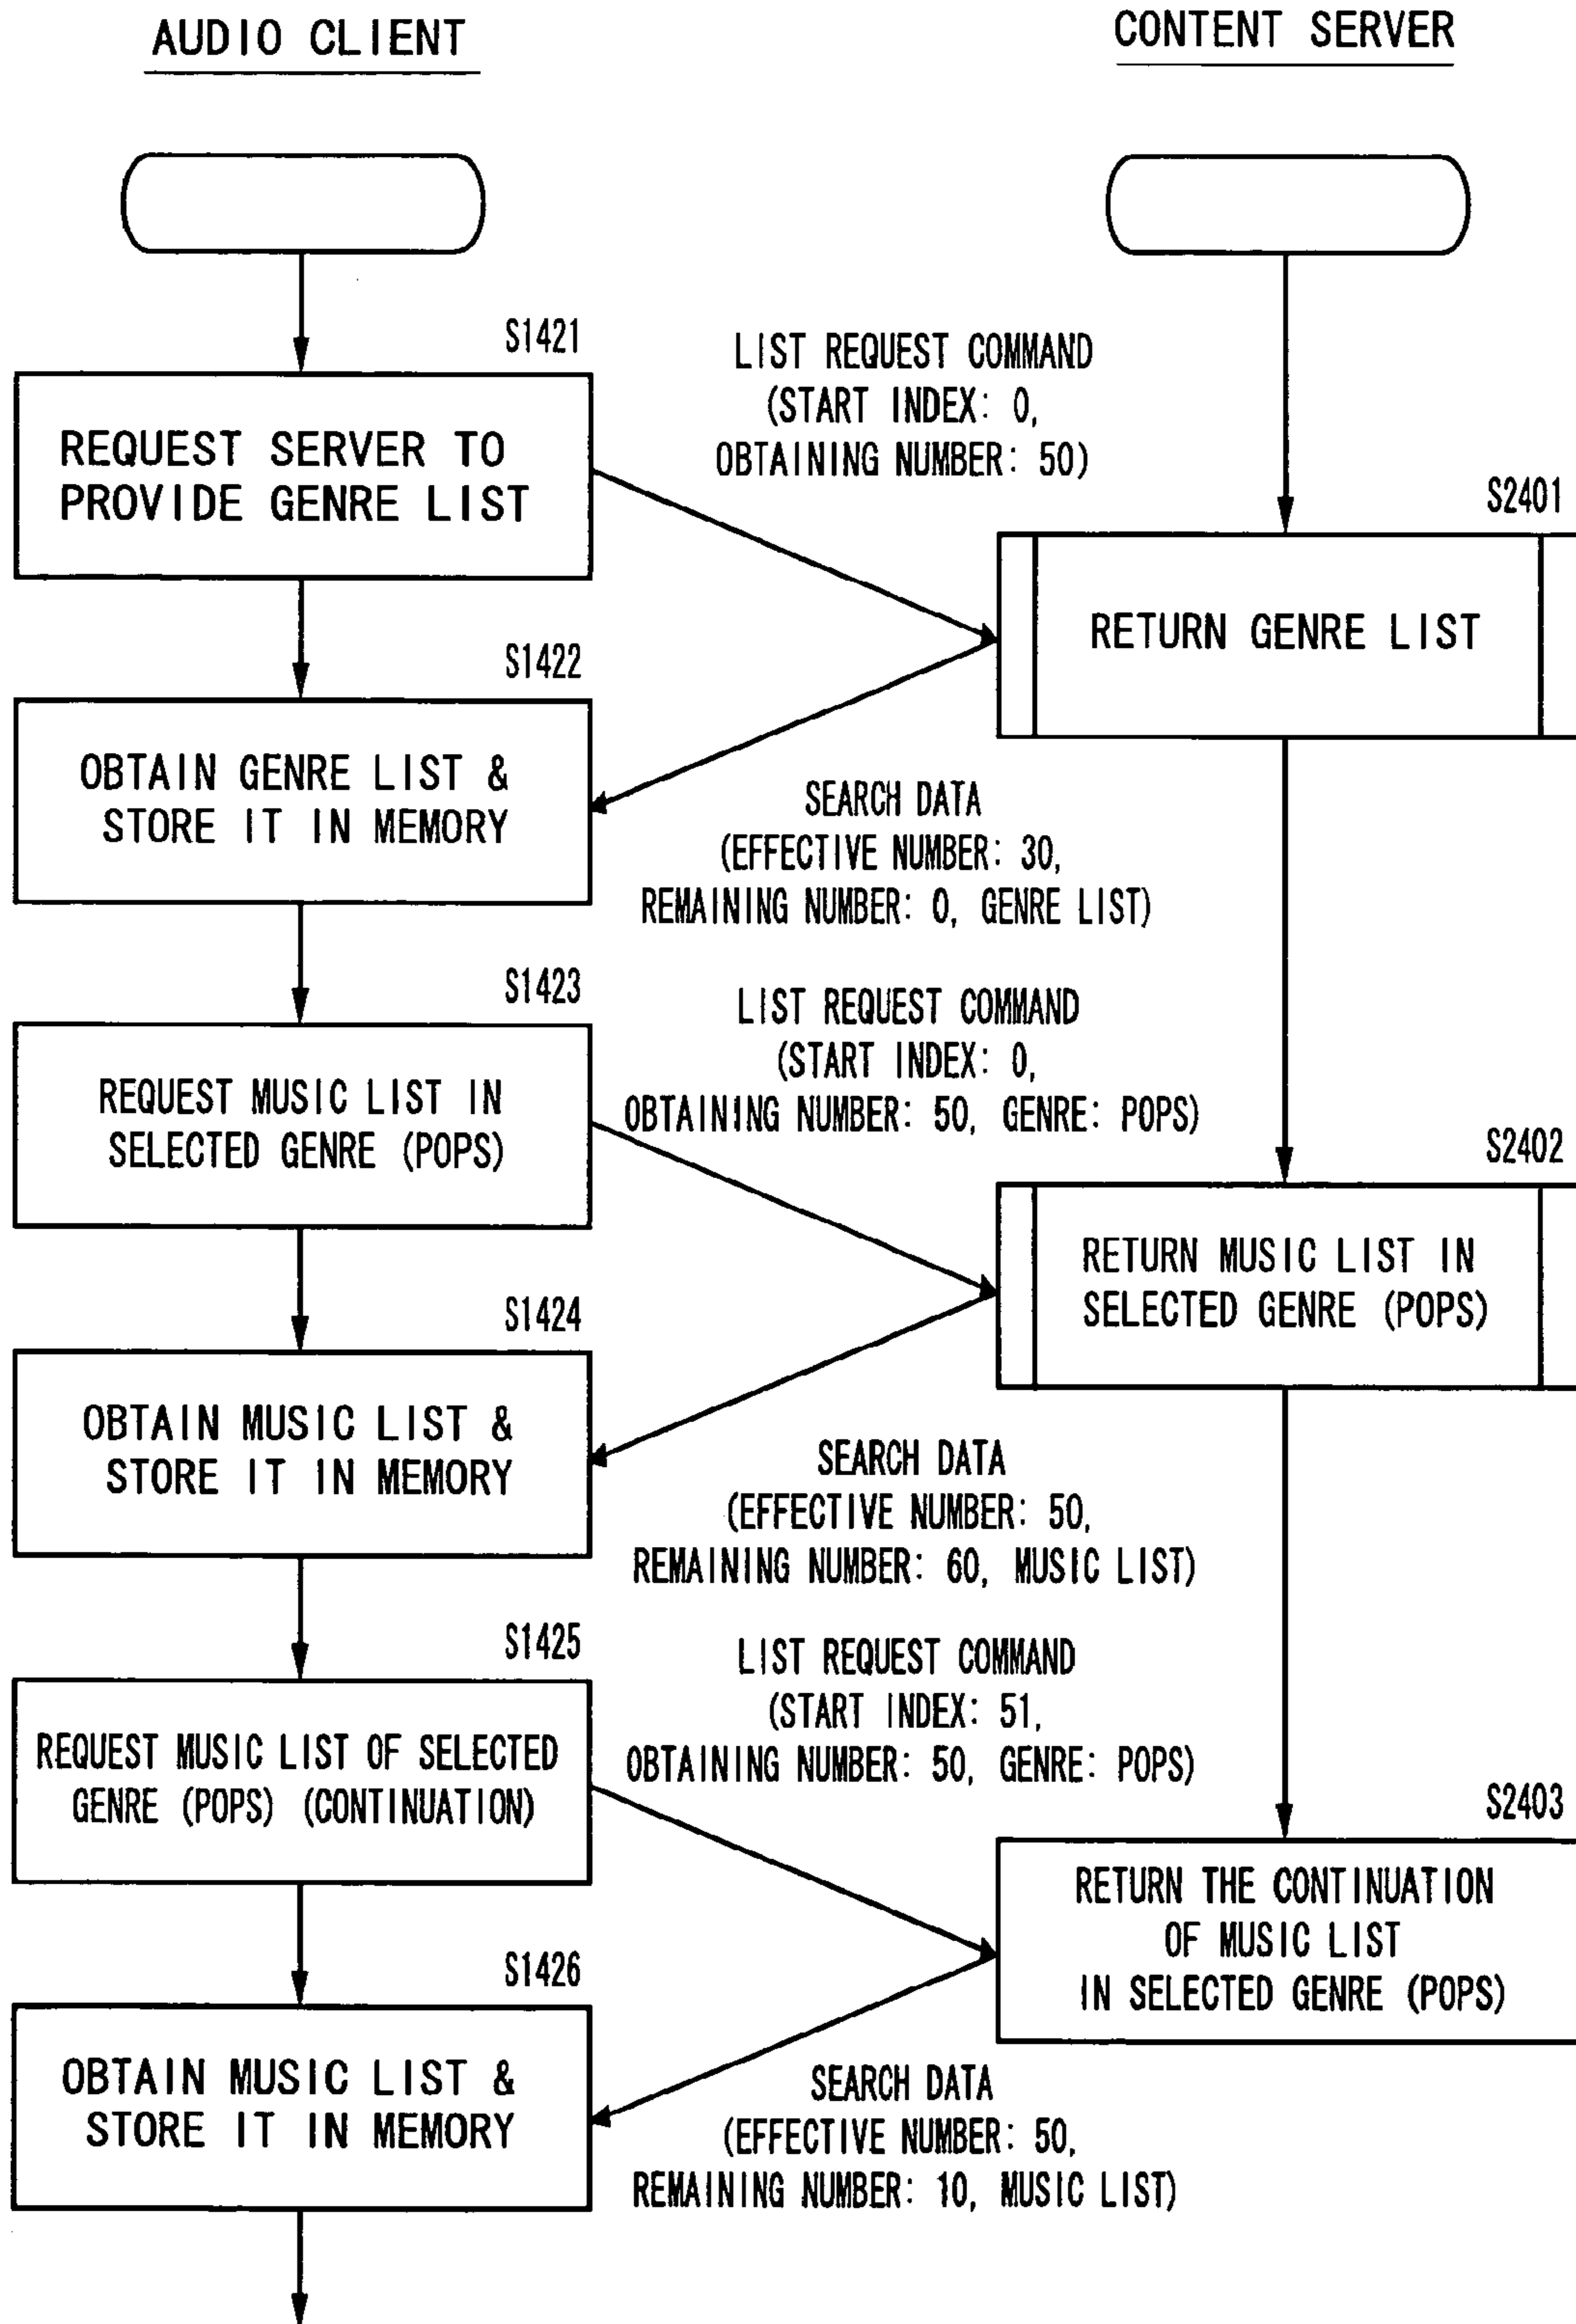 AUDIO CLIENT
CONTENT SERVER
S1421
REQUEST SERVER TO
PROVIDE GENRE LIST
LIST REQUEST COMMAND
(START INDEX: 0,
OBTAINING NUMBER: 50)
S2401
RETURN GENRE LIST
S1422
OBTAIN GENRE LIST &
STORE IT IN MEMORY
SEARCH DATA
(EFFECTIVE NUMBER: 30,
REMAINING NUMBER: 0, GENRE LIST)
S1423
REQUEST MUSIC LIST IN
SELECTED GENRE (POPS)
LIST REQUEST COMMAND
(START INDEX: 0,
OBTAINING NUMBER: 50, GENRE: POPS)
S2402
RETURN MUSIC LIST IN
SELECTED GENRE (POPS)
S1424
OBTAIN MUSIC LIST &
STORE IT IN MEMORY
SEARCH DATA
(EFFECTIVE NUMBER: 50,
REMAINING NUMBER: 60, MUSIC LIST)
S1425
REQUEST MUSIC LIST OF SELECTED
GENRE (POPS) (CONTINUATION)
LIST REQUEST COMMAND
(START INDEX: 51,
OBTAINING NUMBER: 50, GENRE: POPS)
S2403
RETURN THE CONTINUATION
OF MUSIC LIST
IN SELECTED GENRE (POPS)
S1426
OBTAIN MUSIC LIST &
STORE IT IN MEMORY
SEARCH DATA
(EFFECTIVE NUMBER: 50,
REMAINING NUMBER: 10, MUSIC LIST)